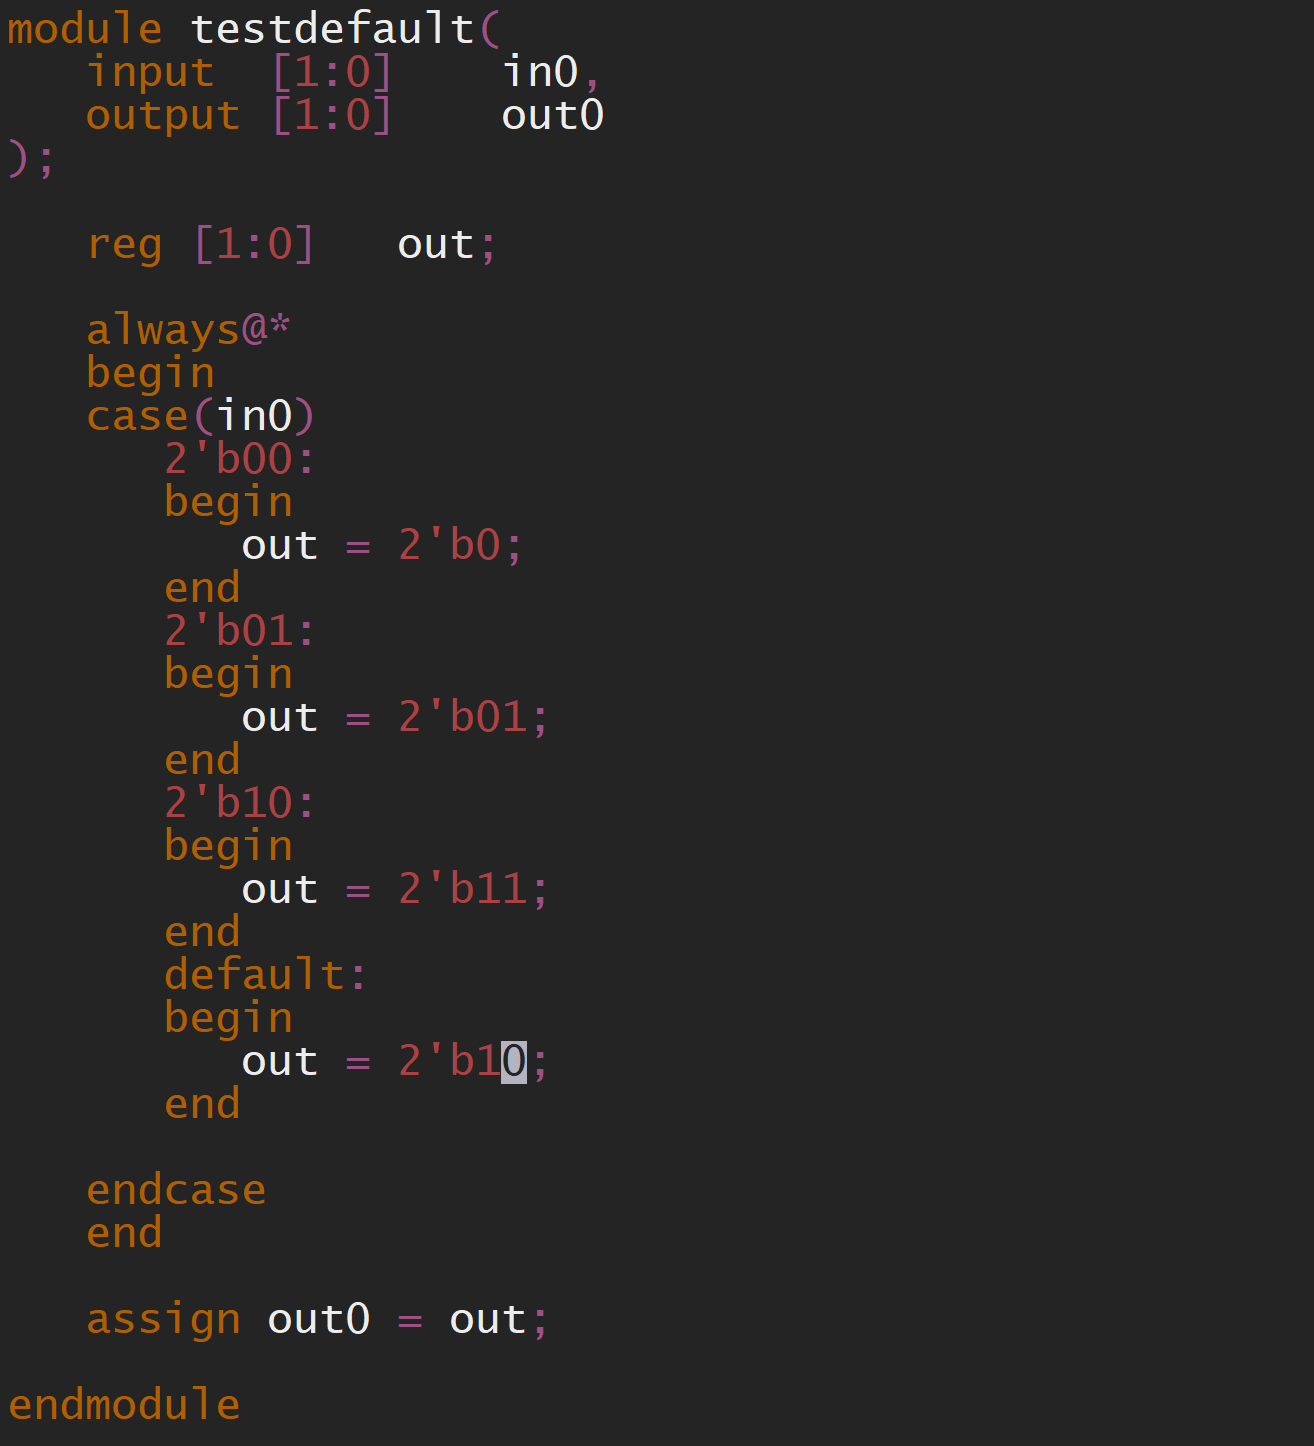 module testdefault(
    input  [1:0]    in0,
    output [1:0]    out0
);
    reg [1:0]   out;
    always@*
    begin
    case(in0)
       2'b00:
       begin
          out = 2'b0;
       end
       2'b01:
       begin
          out = 2'b01;
       end
       2'b10:
       begin
          out = 2'b11;
       end
       default:
       begin
          out = 2'b10;
       end
    endcase
    end
    assign out0 = out;
endmodule